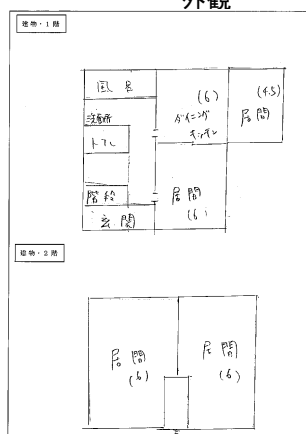 外観
建物・1階
風呂
(6)
ダイニング
キッチン
(4.5)
居間
洗面所
トイレ
階段
居間
(6)
玄関
建物・2階
居間
(6)
居間
(6)